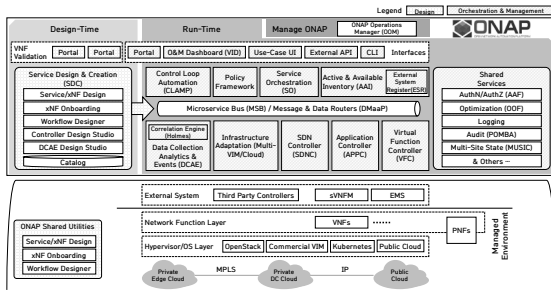 Legend
Design
Orchestration & Management
Design-Time
Run-Time
Manage ONAP
ONAP Operations
Manager (OOM)
ONAP
VNF
Validation
Portal
Portal
Portal
O&M Dashboard (VID)
Use-Case UI
External API
CLI
Interfaces
Service Design & Creation
(SDC)
Service/xNF Design
xNF Onboarding
Workflow Designer
Controller Design Studio
DCAE Design Studio
Catalog
Control Loop
Automation
(CLAMP)
Policy
Framework
Service
Orchestration
(SO)
Active & Available
Inventory (AAI)
External
System
Register(ESR)
Microservice Bus (MSB) / Message & Data Routers (DMaaP)
Correlation Engine
(Holmes)
Data Collection
Analytics &
Events (DCAE)
Infrastructure
Adaptation (Multi-
VIM/Cloud)
SDN
Controller
(SDNC)
Application
Controller
(APPC)
Virtual
Function
Controller
(VFC)
Shared
Services
AuthN/AuthZ (AAF)
Optimization (OOF)
Logging
Audit (POMBA)
Multi-Site State (MUSIC)
& Others ...
ONAP Shared Utilities
Service/xNF Design
xNF Onboarding
Workflow Designer
External System
Third Party Controllers
sVNFM
EMS
Network Function Layer
VNFs
......
PNFs
Hypervisor/OS Layer
OpenStack
Commercial VIM
Kubernetes
Public Cloud
Managed
Environment
Private
Edge Cloud
MPLS
Private
DC Cloud
IP
Public
Cloud